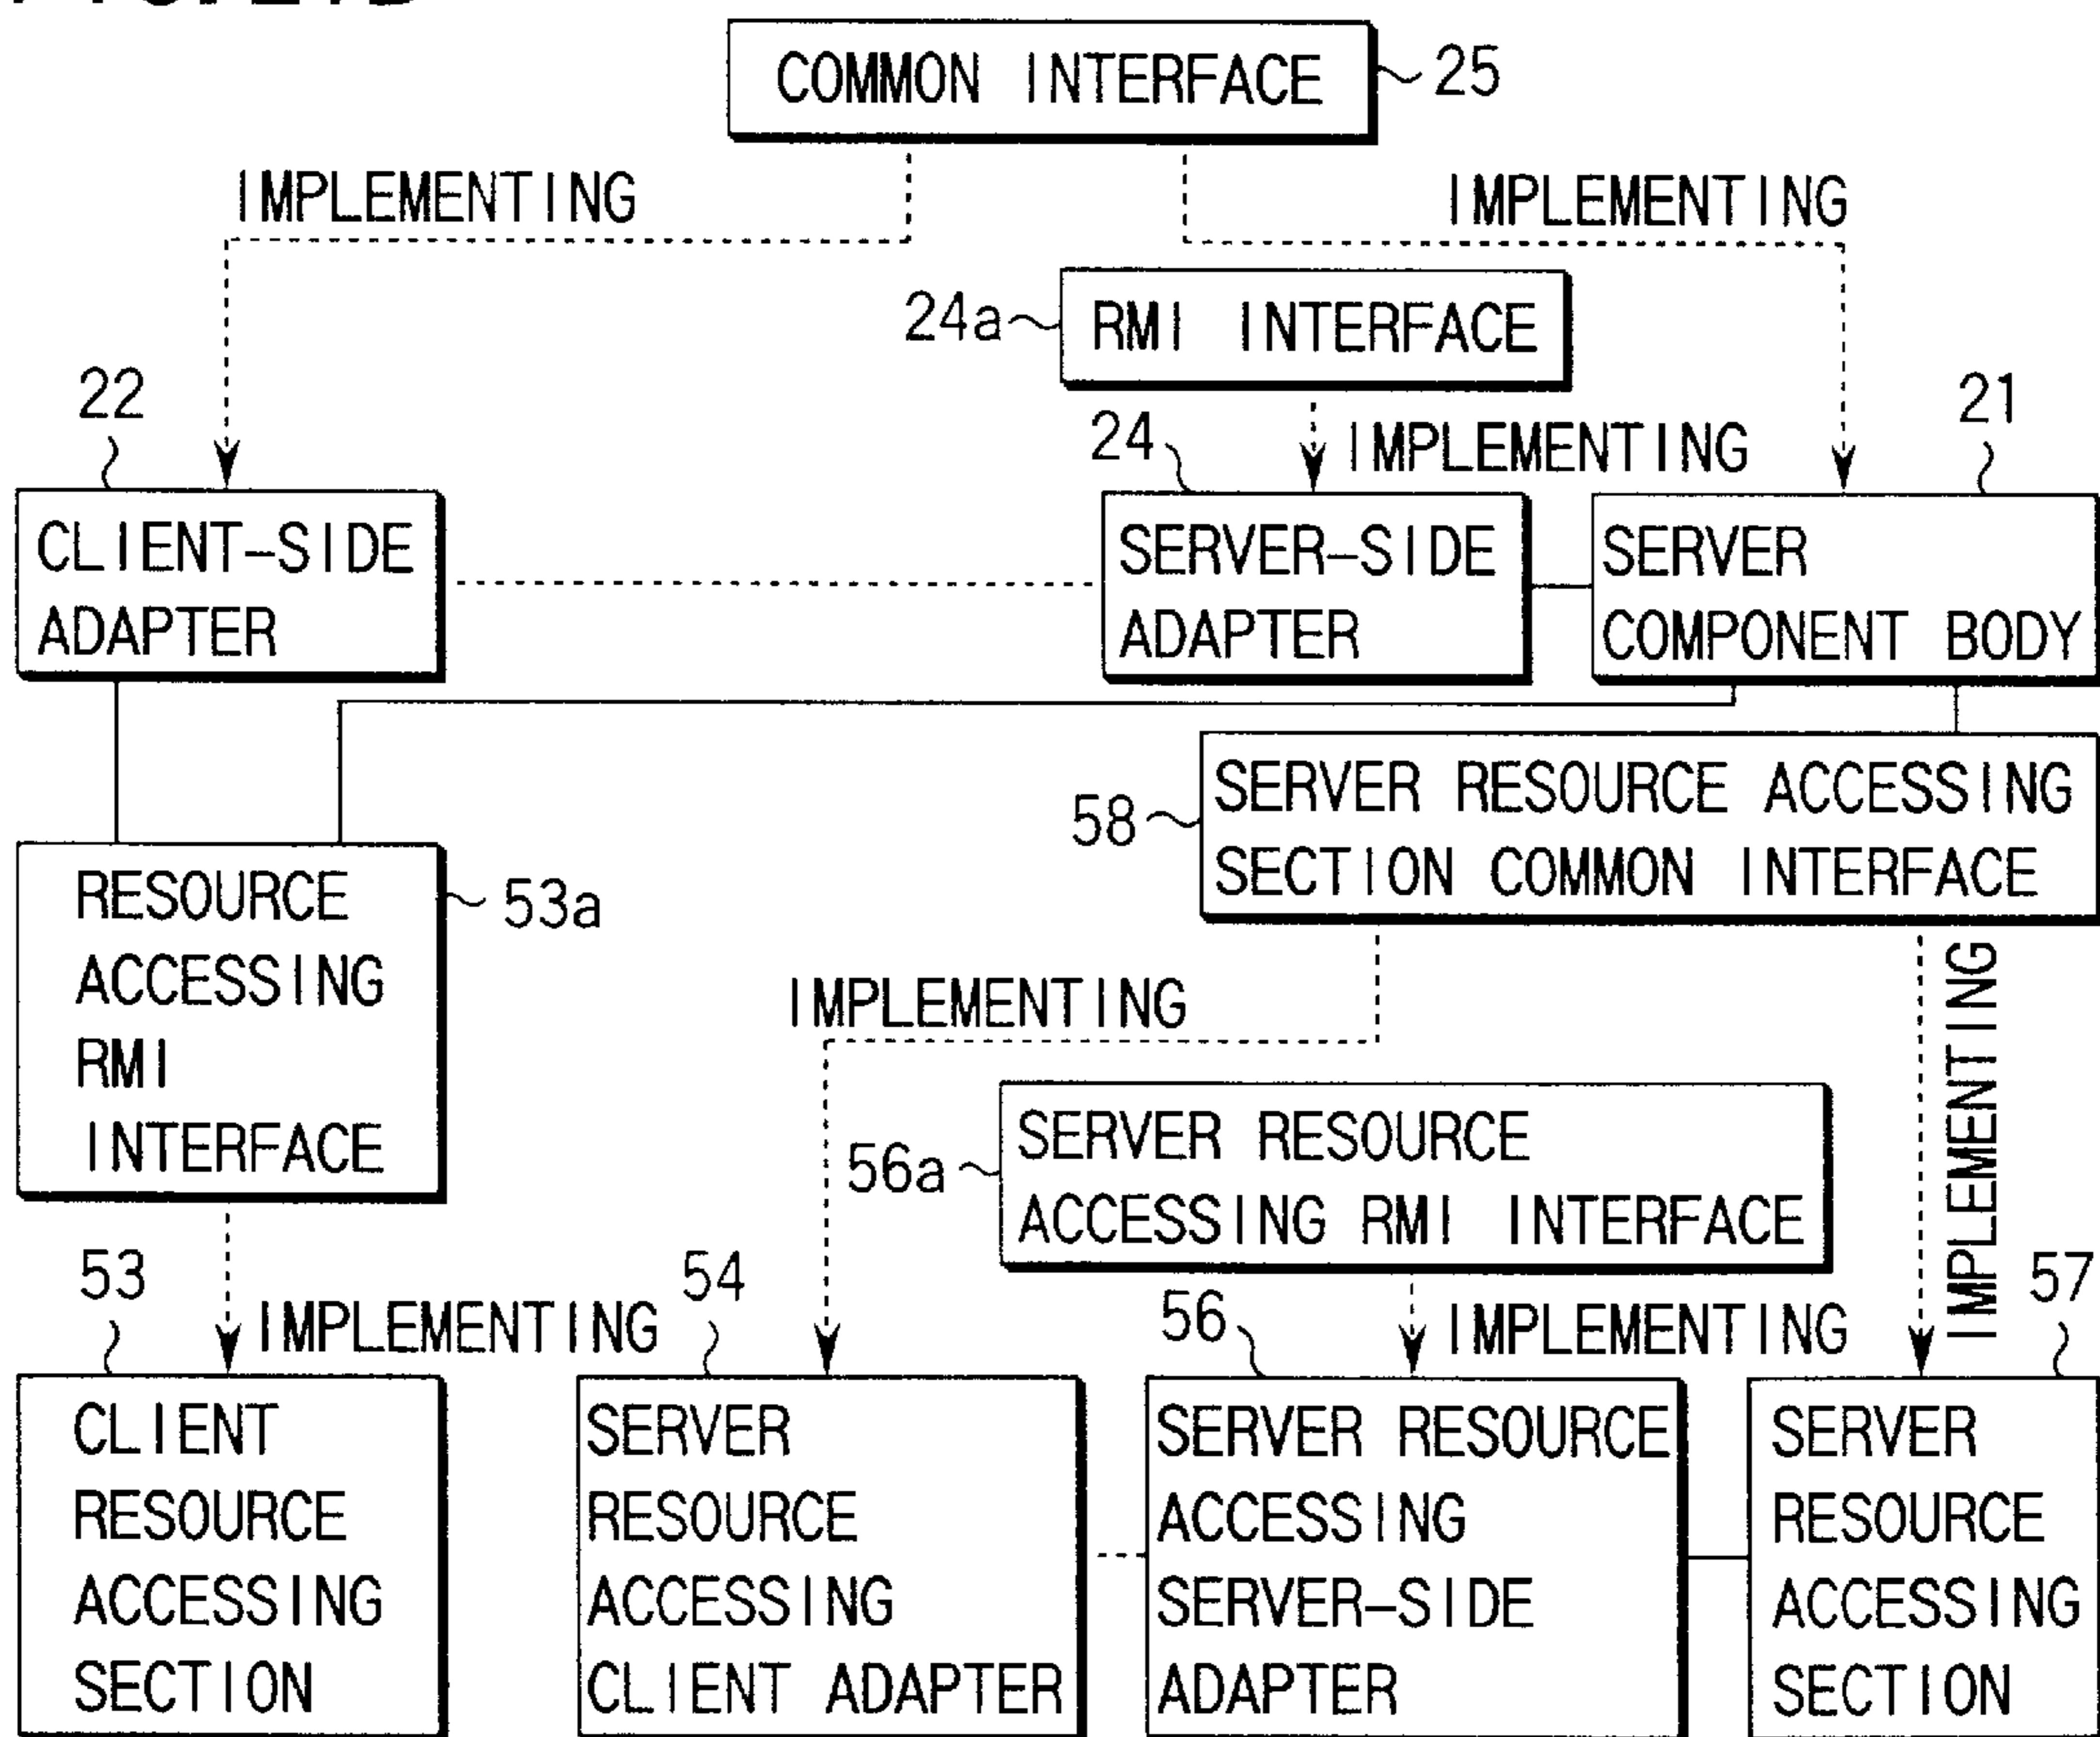 COMMON INTERFACE
25
IMPLEMENTING
IMPLEMENTING
24a
RMI INTERFACE
22
24
IMPLEMENTING
21
CLIENT-SIDE
ADAPTER
SERVER-SIDE
ADAPTER
SERVER
COMPONENT BODY
58
SERVER RESOURCE ACCESSING
SECTION COMMON INTERFACE
RESOURCE
ACCESSING
RMI
INTERFACE
53a
IMPLEMENTING
IMPLEMENTING
56a
SERVER RESOURCE
ACCESSING RMI INTERFACE
53
IMPLEMENTING
54
56
IMPLEMENTING
57
CLIENT
RESOURCE
ACCESSING
SECTION
SERVER
RESOURCE
ACCESSING
CLIENT ADAPTER
SERVER RESOURCE
ACCESSING
SERVER-SIDE
ADAPTER
SERVER
RESOURCE
ACCESSING
SECTION